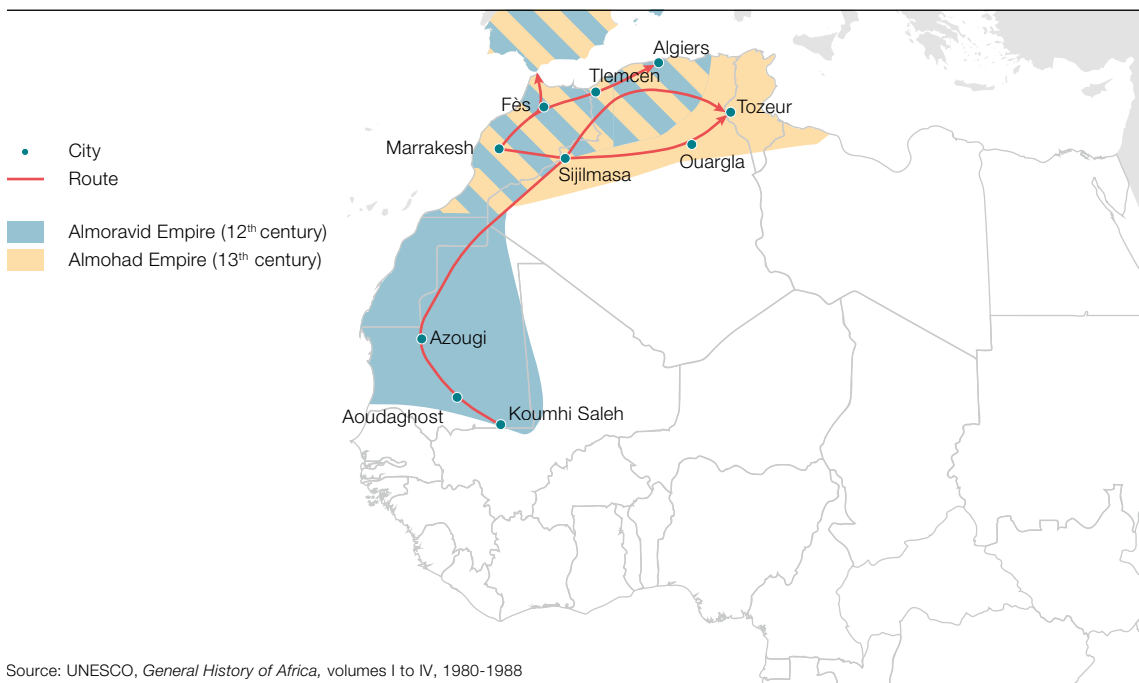 Algiers
Tlemcen
Fès
Tozeur
Marrakesh
Ouargla
Sijilmasa
City
Route
Almoravid Empire (12th century)
Almohad Empire (13th century)
Azougi
Aoudaghost
Koumhi Saleh
Source: UNESCO, General History of Africa, volumes I to IV, 1980-1988